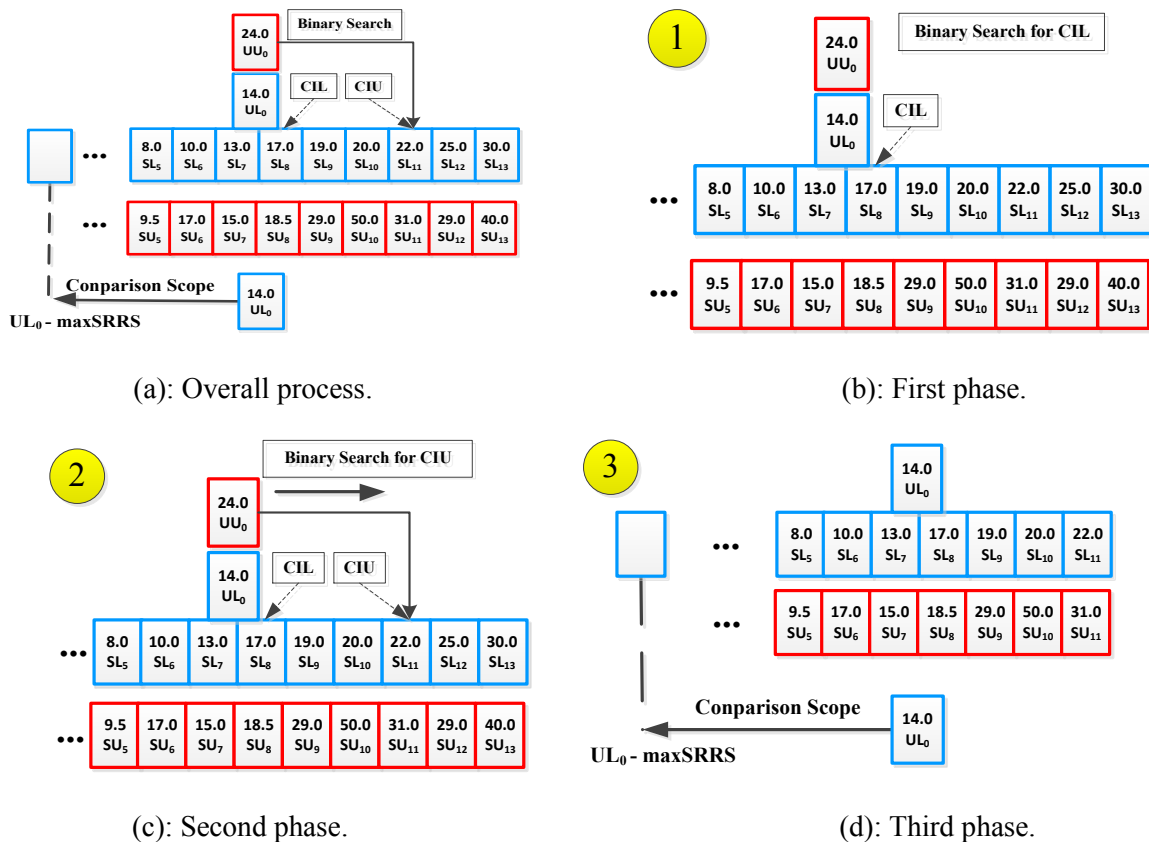 Binary Search
24.0
UU₀
14.0
UL₀
CIL
CIU
...
8.0 10.0 13.0 17.0 19.0 20.0 22.0 25.0 30.0
SL₅ SL₆ SL₇ SL₈ SL₉ SL₁₀ SL₁₁ SL₁₂ SL₁₃
...
9.5 17.0 15.0 18.5 29.0 50.0 31.0 29.0 40.0
SU₅ SU₆ SU₇ SU₈ SU₉ SU₁₀ SU₁₁ SU₁₂ SU₁₃
Conparison Scope
14.0
UL₀
UL₀ - maxSRRS
(a): Overall process.
1
Binary Search for CIL
24.0
UU₀
14.0
UL₀
CIL
...
8.0 10.0 13.0 17.0 19.0 20.0 22.0 25.0 30.0
SL₅ SL₆ SL₇ SL₈ SL₉ SL₁₀ SL₁₁ SL₁₂ SL₁₃
...
9.5 17.0 15.0 18.5 29.0 50.0 31.0 29.0 40.0
SU₅ SU₆ SU₇ SU₈ SU₉ SU₁₀ SU₁₁ SU₁₂ SU₁₃
(b): First phase.
2
Binary Search for CIU
24.0
UU₀
14.0
UL₀
CIL
CIU
...
8.0 10.0 13.0 17.0 19.0 20.0 22.0 25.0 30.0
SL₅ SL₆ SL₇ SL₈ SL₉ SL₁₀ SL₁₁ SL₁₂ SL₁₃
...
9.5 17.0 15.0 18.5 29.0 50.0 31.0 29.0 40.0
SU₅ SU₆ SU₇ SU₈ SU₉ SU₁₀ SU₁₁ SU₁₂ SU₁₃
(c): Second phase.
3
14.0
UL₀
...
8.0 10.0 13.0 17.0 19.0 20.0 22.0
SL₅ SL₆ SL₇ SL₈ SL₉ SL₁₀ SL₁₁
...
9.5 17.0 15.0 18.5 29.0 50.0 31.0
SU₅ SU₆ SU₇ SU₈ SU₉ SU₁₀ SU₁₁
Conparison Scope
14.0
UL₀
UL₀ - maxSRRS
(d): Third phase.